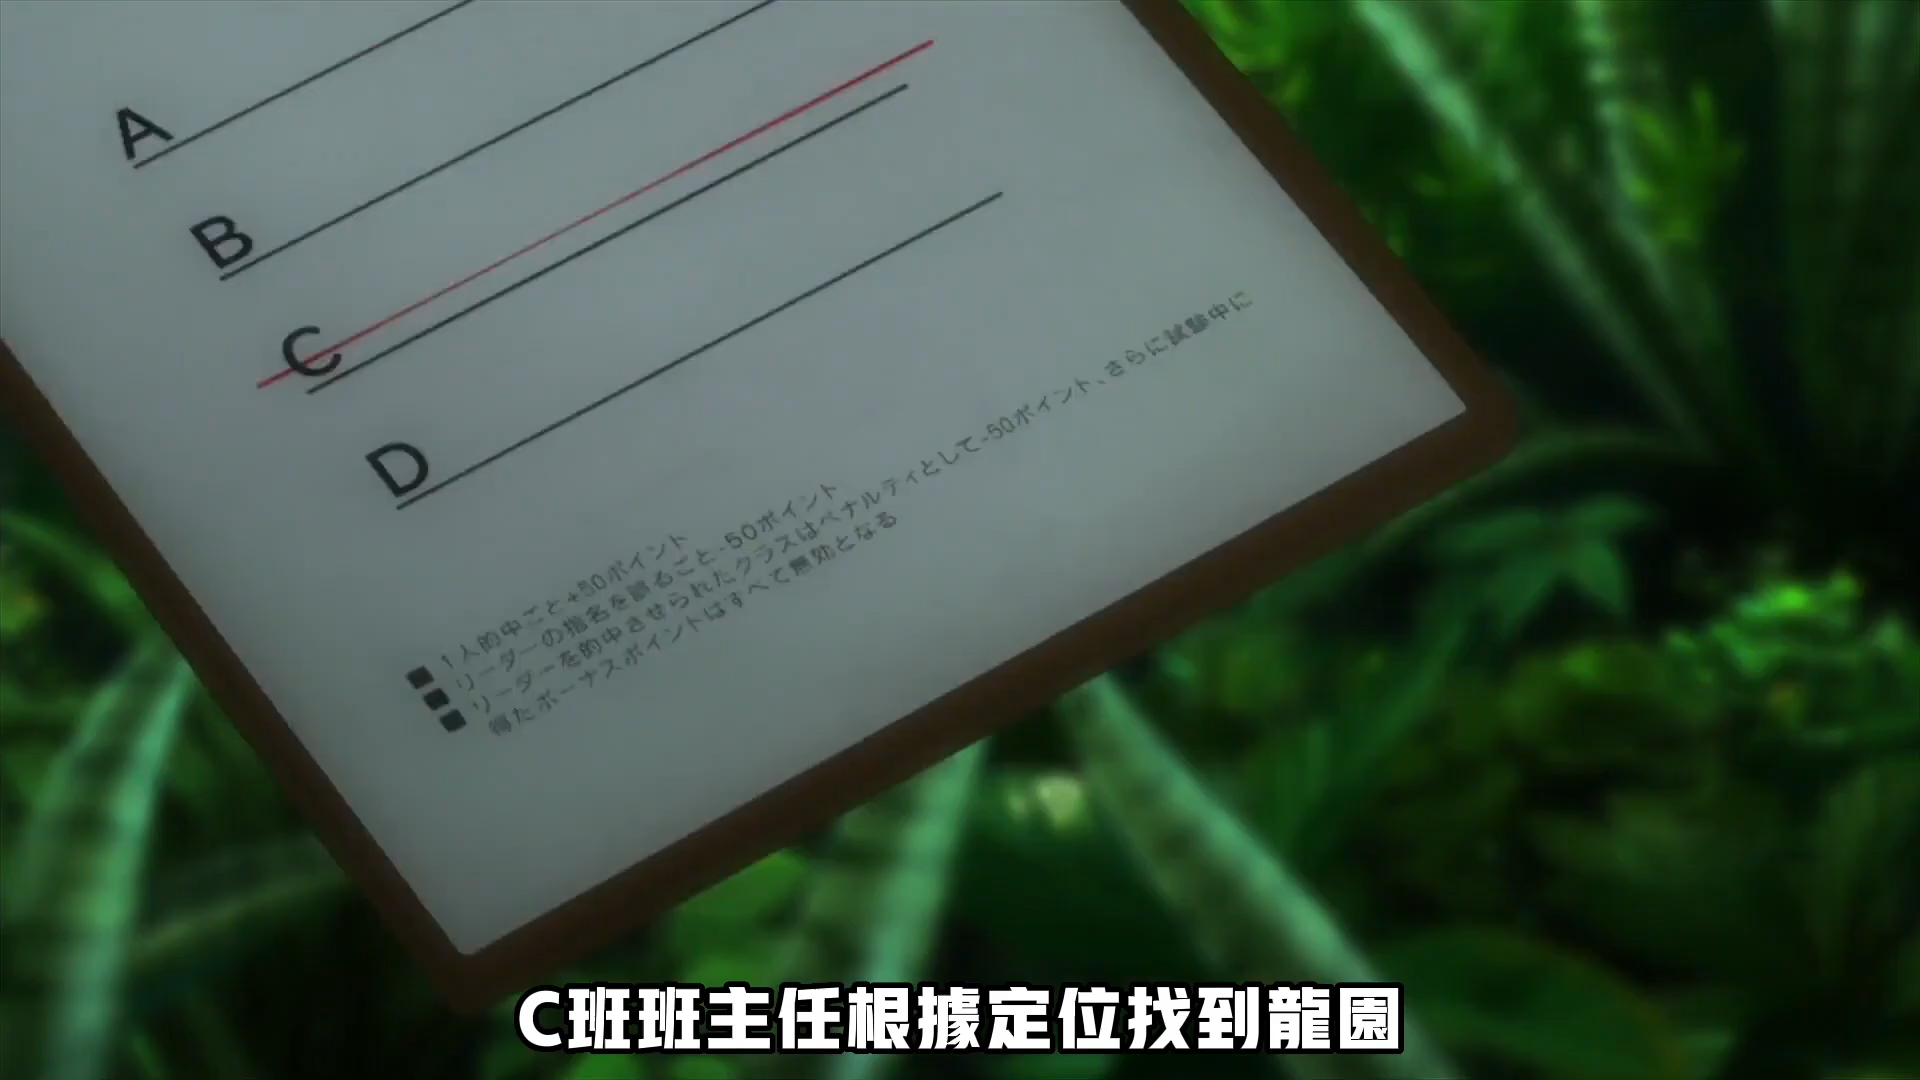 A
B
C
D
■ 1人的中ごと+50ポイント
■ リーダーの指名を誤るごと-50ポイント
■ リーダーを的中させられたクラスはペナルティとして-50ポイント、さらに試験中に
得たボーナスポイントはすべて無効となる
C班班主任根據定位找到龍園